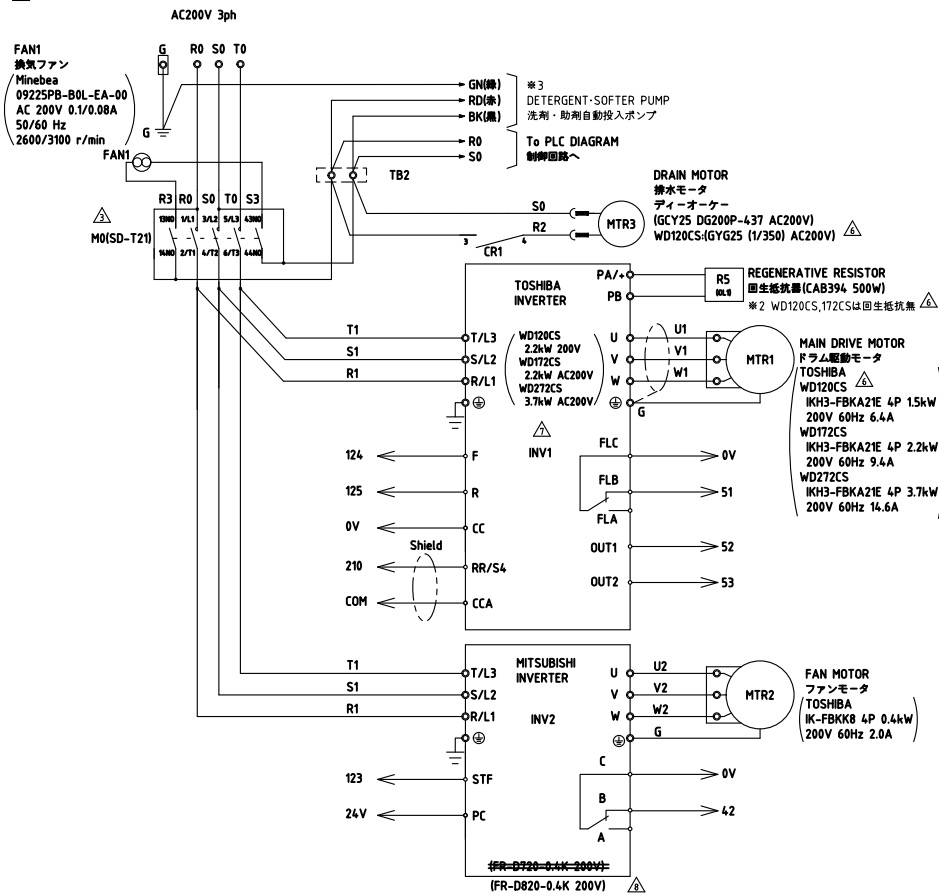 AC200V 3ph
FAN1
換気ファン
Minebea
09225PB-B0L-EA-00
AC 200V 0.1/0.08A
50/60 Hz
2600/3100 r/min
G
R0 S0 T0
G
FAN1
GN(緑)
RD(赤)
BK(黒)
※3
DETERGENT·SOFTER PUMP
洗剤・助剤自動投入ポンプ
R0
S0
To PLC DIAGRAM
制御回路へ
TB2
R3 R0 S0 T0 S3
13NO 1/L1 3/L2 5/L3 43NO
3
M0(SD-T21)
14NO 2/T1 4/T2 6/T3 44NO
S0
R2
3
4
CR1
MTR3
DRAIN MOTOR
排水モータ
ディーオーケー
(GCY25 DG200P-437 AC200V)
WD120CS:(GYG25 (1/350) AC200V)
6
TOSHIBA
INVERTER
WD120CS
2.2kW 200V
WD172CS
2.2kW AC200V
WD272CS
3.7kW AC200V
7
INV1
PA/+
PB
R5
(OL1)
REGENERATIVE RESISTOR
回生抵抗器(CAB394 500W)
※2 WD120CS,172CSは回生抵抗無
6
T1
S1
R1
T/L3
S/L2
R/L1
U
V
W
U1
V1
W1
G
MTR1
MAIN DRIVE MOTOR
ドラム駆動モータ
TOSHIBA
WD120CS
6
IKH3-FBKA21E 4P 1.5kW
200V 60Hz 6.4A
WD172CS
IKH3-FBKA21E 4P 2.2kW
200V 60Hz 9.4A
WD272CS
IKH3-FBKA21E 4P 3.7kW
200V 60Hz 14.6A
124
F
125
R
0V
CC
Shield
210
RR/S4
COM
CCA
FLC
0V
FLB
51
FLA
OUT1
52
OUT2
53
MITSUBISHI
INVERTER
INV2
T1
S1
R1
T/L3
S/L2
R/L1
U
V
W
U2
V2
W2
G
MTR2
FAN MOTOR
ファンモータ
TOSHIBA
IK-FBKK8 4P 0.4kW
200V 60Hz 2.0A
123
STF
24V
PC
C
0V
B
42
A
(FR-D720-0.4K 200V)
(FR-D820-0.4K 200V)
8